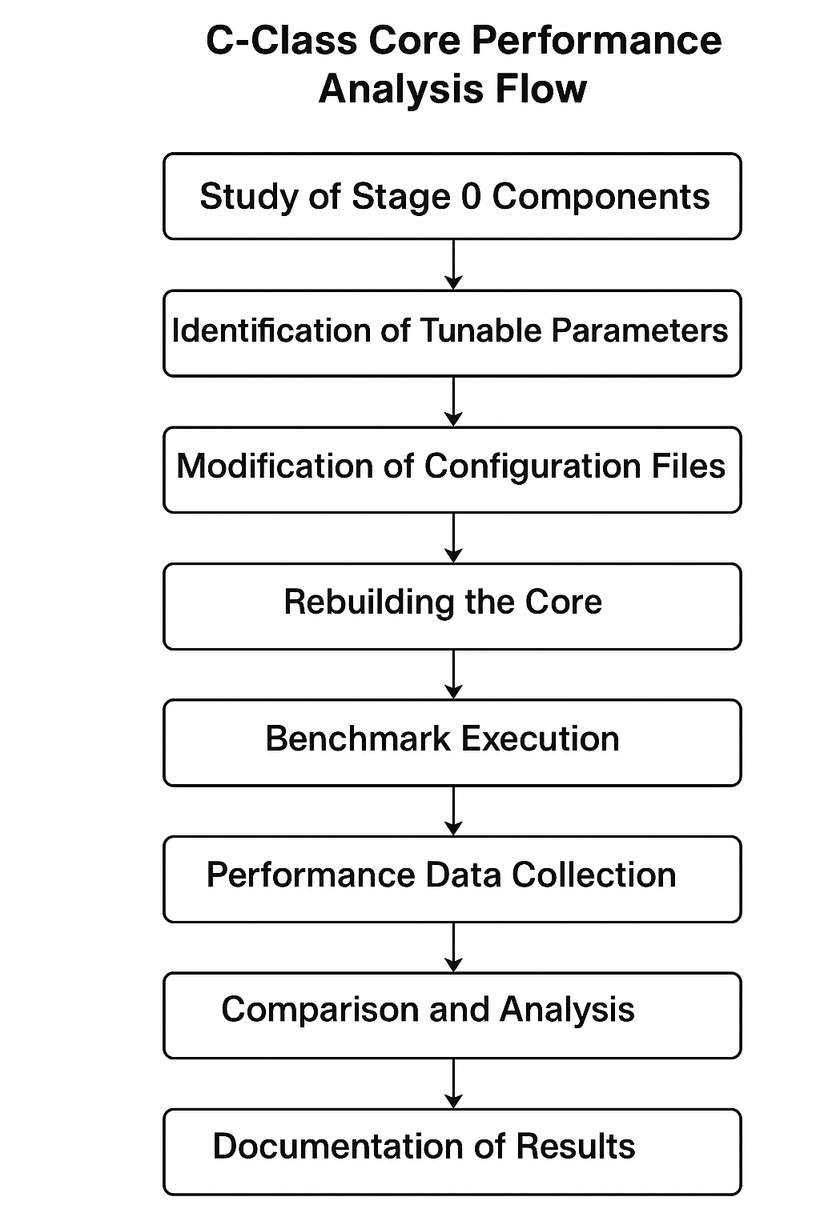 C-Class Core Performance
Analysis Flow
Study of Stage 0 Components
Identification of Tunable Parameters
Modification of Configuration Files
Rebuilding the Core
Benchmark Execution
Performance Data Collection
Comparison and Analysis
Documentation of Results